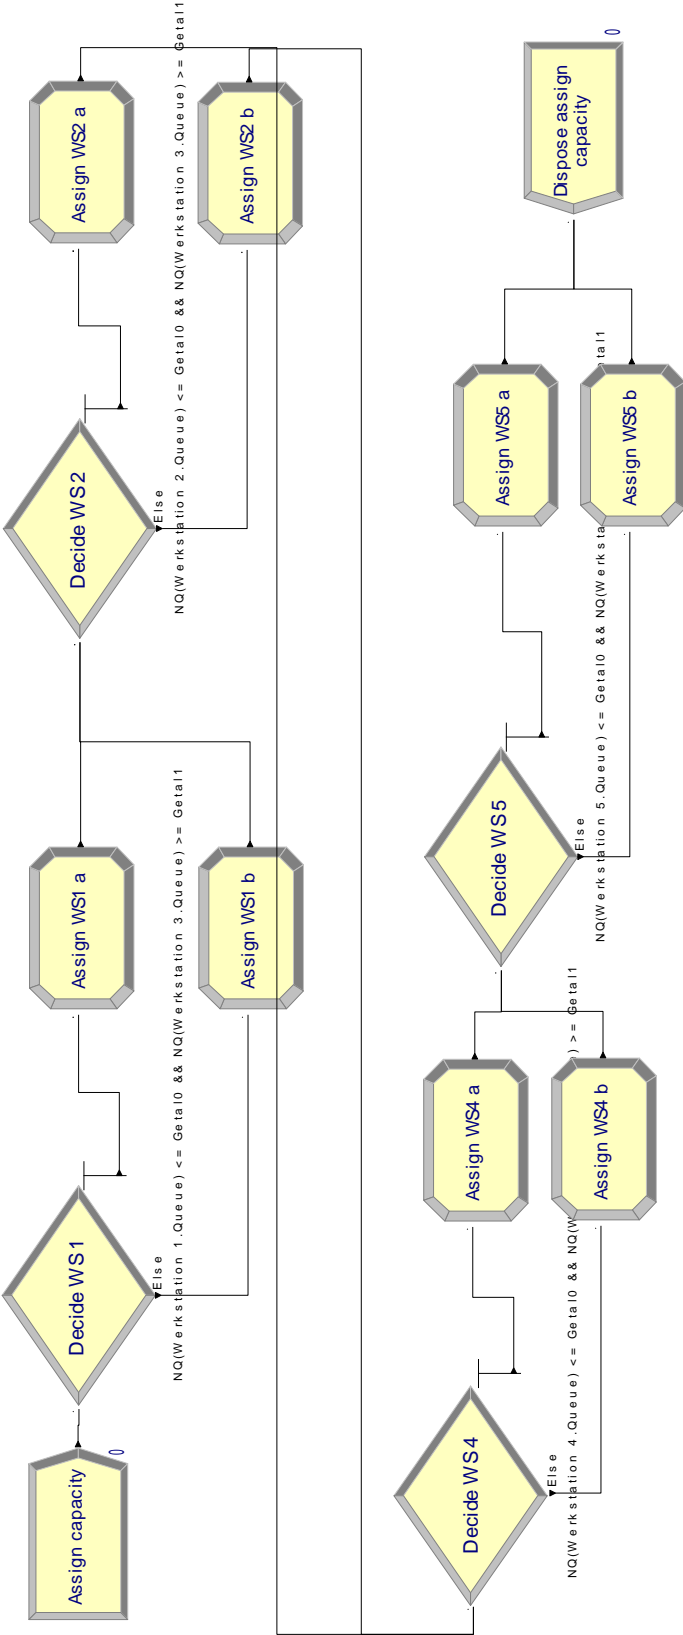 Assign capacity
0
Decide WS1
Else
NQ(Werkstation 1.Queue) <= Getal0 && NQ(Werkstation 3.Queue) >= Getal1
Assign WS1 a
Assign WS1 b
Decide WS2
Else
NQ(Werkstation 2.Queue) <= Getal0 && NQ(Werkstation 3.Queue) >= Getal1
Assign WS2 a
Assign WS2 b
Decide WS4
Else
NQ(Werkstation 4.Queue) <= Getal0 && NQ(W
) >= Getal1
Assign WS4 a
Assign WS4 b
Decide WS5
Else
NQ(Werkstation 5.Queue) <= Getal0 && NQ(Werksta
etal1
Assign WS5 a
Assign WS5 b
Dispose assign
capacity
0